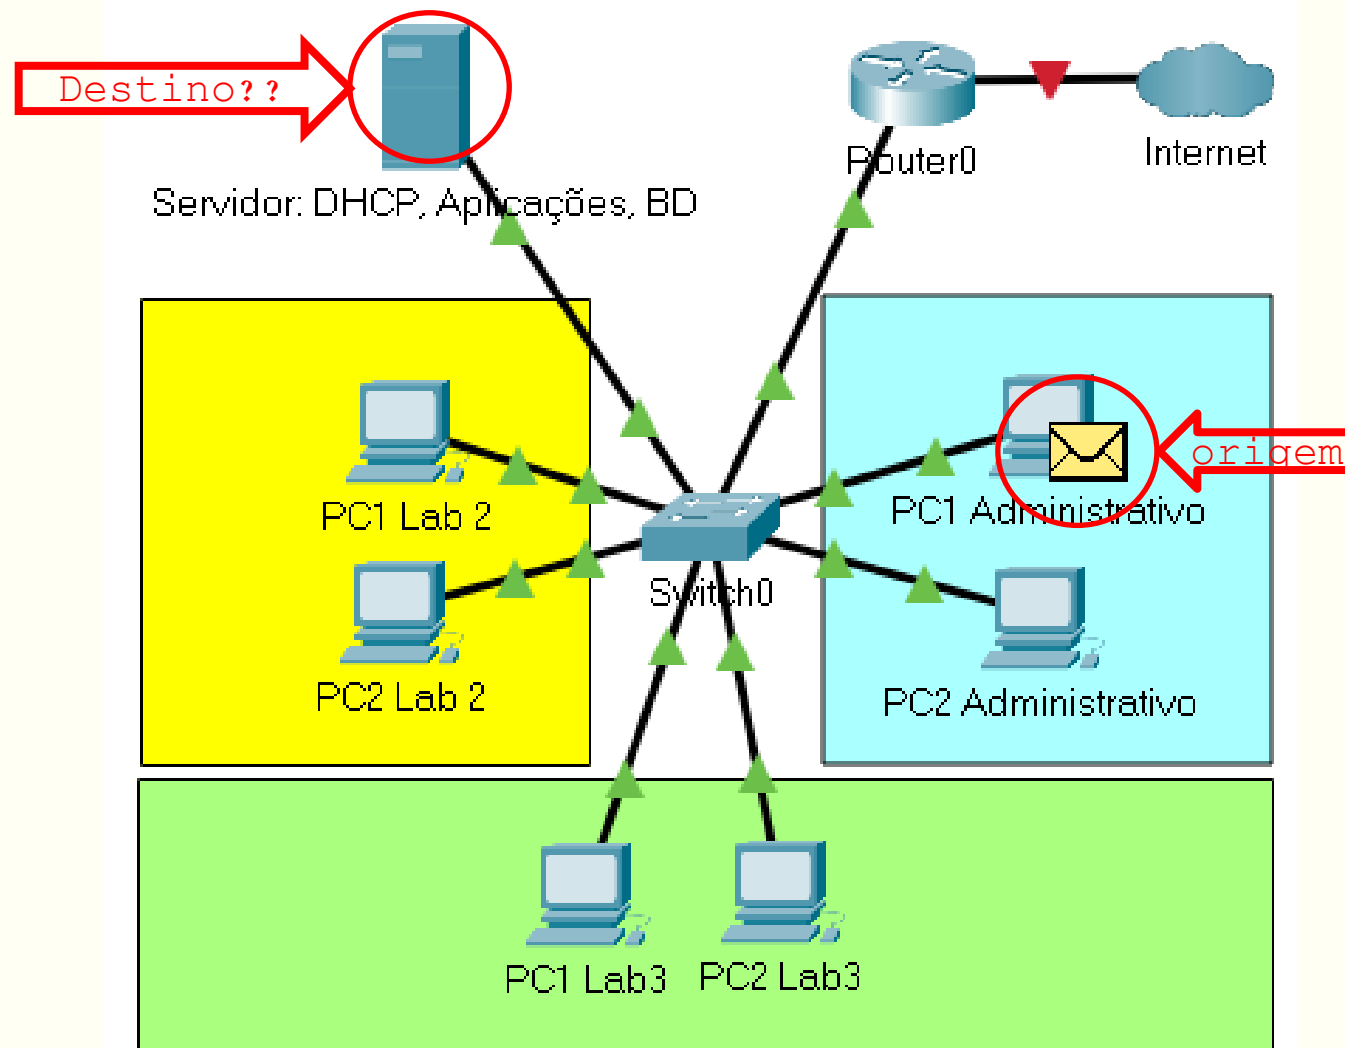 Destino??
Servidor: DHCP, Aplicações, BD
Router0
Internet
PC1 Lab 2
PC2 Lab 2
Switch0
origem
PC1 Administrativo
PC2 Administrativo
PC1 Lab3
PC2 Lab3